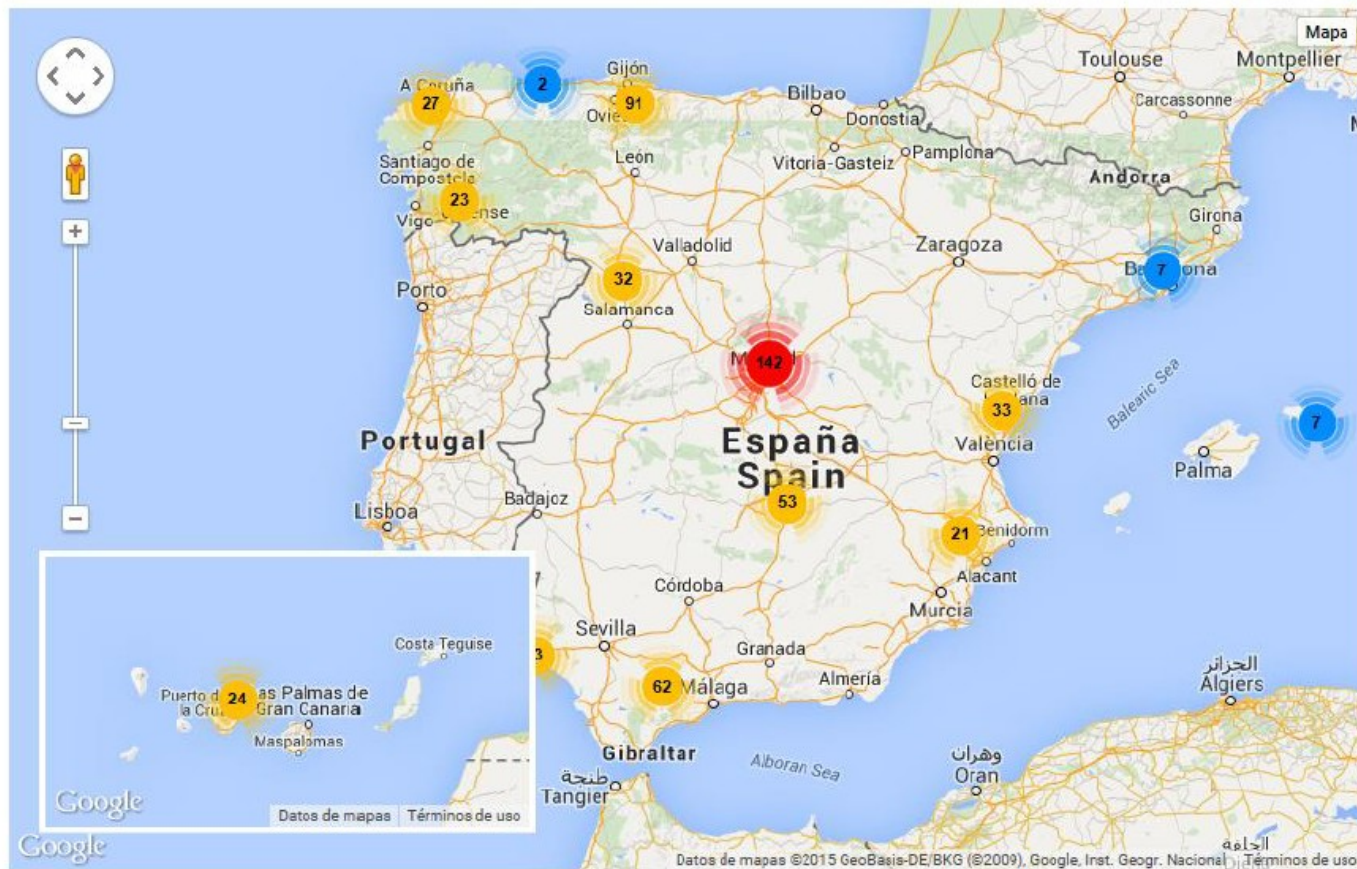 Mapa
Toulouse
Montpellier
Carcassonne
A Coruña
27
2
Gijón
91
Bilbao
Donostia
Santiago de
Compostela
León
Vitoria-Gasteiz
Pamplona
Andorra
Vigo
23
Girona
Valladolid
Zaragoza
7
Porto
32
Salamanca
142
Castelló de
33
València
Balearic Sea
7
Palma
Portugal
España
Spain
53
Badajoz
Lisboa
21
Benidorm
Alacant
Córdoba
Murcia
Sevilla
Granada
3
62
Málaga
Almería
الجزائر
Algiers
Gibraltar
Alboran Sea
وهران
Oran
طنجة
Tangier
Costa Teguise
24
Palmas de
la
Gran Canaria
Maspalomas
Google
Datos de mapas
Términos de uso
Google
الجلفة
Datos de mapas ©2015 GeoBasis-DE/BKG (©2009), Google, Inst. Geogr. Nacional
Términos de uso